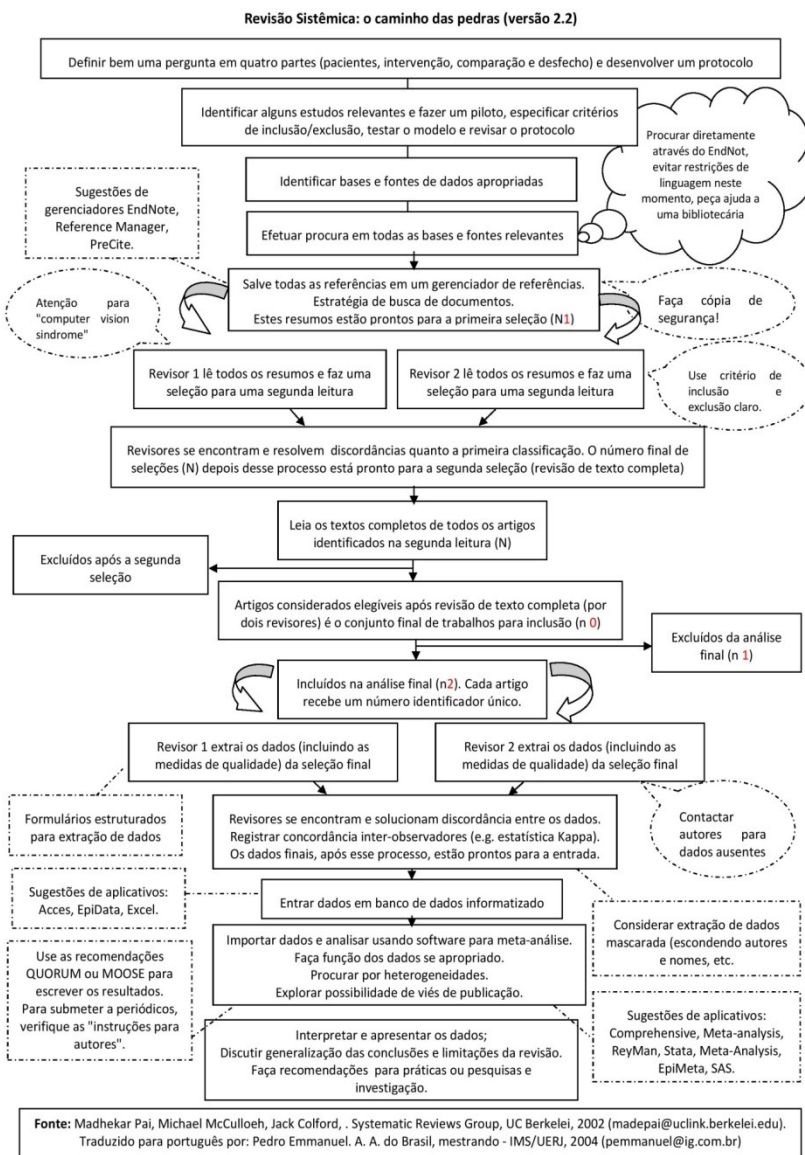 Revisão Sistêmica: o caminho das pedras (versão 2.2)
Definir bem uma pergunta em quatro partes (pacientes, intervenção, comparação e desfecho) e desenvolver um protocolo
Identificar alguns estudos relevantes e fazer um piloto, especificar critérios
de inclusão/exclusão, testar o modelo e revisar o protocolo
Procurar diretamente
através do EndNot,
evitar restrições de
linguagem neste
momento, peça ajuda a
uma bibliotecária
Identificar bases e fontes de dados apropriadas
Sugestões de
gerenciadores EndNote,
Reference Manager,
PreCite.
Efetuar procura em todas as bases e fontes relevantes
Salve todas as referências em um gerenciador de referências.
Estratégia de busca de documentos.
Estes resumos estão prontos para a primeira seleção (N1)
Atenção para
"computer vision
sindrome"
Faça cópia de
segurança!
Revisor 1 lê todos os resumos e faz uma
seleção para uma segunda leitura
Revisor 2 lê todos os resumos e faz uma
seleção para uma segunda leitura
Use critério de
inclusão e
exclusão claro.
Revisores se encontram e resolvem discordâncias quanto a primeira classificação. O número final de
seleções (N) depois desse processo está pronto para a segunda seleção (revisão de texto completa)
Leia os textos completos de todos os artigos
identificados na segunda leitura (N)
Excluídos após a segunda
seleção
Artigos considerados elegíveis após revisão de texto completa (por
dois revisores) é o conjunto final de trabalhos para inclusão (n 0)
Excluídos da análise
final (n 1)
Incluídos na análise final (n2). Cada artigo
recebe um número identificador único.
Revisor 1 extrai os dados (incluindo as
medidas de qualidade) da seleção final
Revisor 2 extrai os dados (incluindo as
medidas de qualidade) da seleção final
Formulários estruturados
para extração de dados
Revisores se encontram e solucionam discordância entre os dados.
Registrar concordância inter-observadores (e.g. estatística Kappa).
Os dados finais, após esse processo, estão prontos para a entrada.
Contactar
autores para
dados ausentes
Sugestões de aplicativos:
Acces, EpiData, Excel.
Entrar dados em banco de dados informatizado
Considerar extração de dados
mascarada (escondendo autores
e nomes, etc.
Use as recomendações
QUORUM ou MOOSE para
escrever os resultados.
Para submeter a periódicos,
verifique as "instruções para
autores".
Importar dados e analisar usando software para meta-análise.
Faça função dos dados se apropriado.
Procurar por heterogeneidades.
Explorar possibilidade de viés de publicação.
Sugestões de aplicativos:
Comprehensive, Meta-analysis,
ReyMan, Stata, Meta-Analysis,
EpiMeta, SAS.
Interpretar e apresentar os dados;
Discutir generalização das conclusões e limitações da revisão.
Faça recomendações para práticas ou pesquisas e
investigação.
Fonte: Madhekar Pai, Michael McCulloeh, Jack Colford, . Systematic Reviews Group, UC Berkelei, 2002 (madepai@uclink.berkelei.edu).
Traduzido para português por: Pedro Emmanuel. A. A. do Brasil, mestrando - IMS/UERJ, 2004 (pemmanuel@ig.com.br)